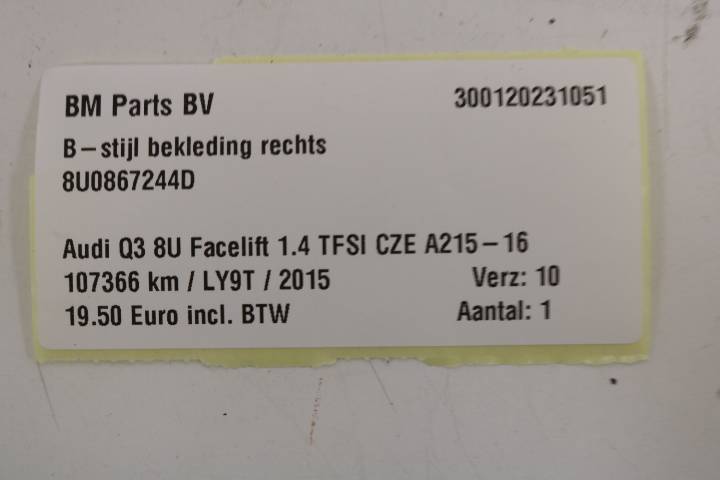 BM Parts BV 300120231051
B-stijl bekleding rechts
8U0867244D
Audi Q3 8U Facelift 1.4 TFSI CZE A215-16
107366 km / LY9T / 2015 Verz: 10
19.50 Euro incl. BTW Aantal: 1